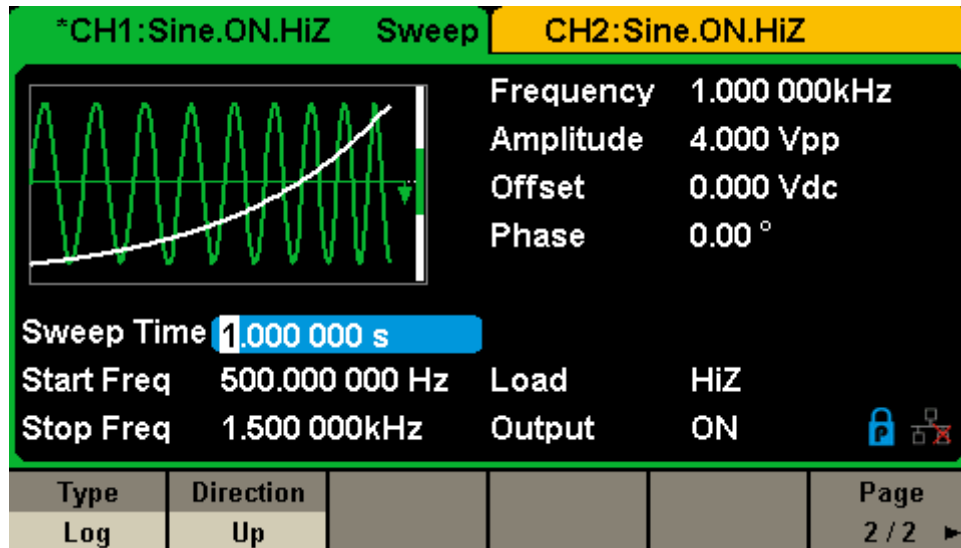 *CH1:Sine.ON.HiZ Sweep CH2:Sine.ON.HiZ
Frequency 1.000 000kHz
Amplitude 4.000 Vpp
Offset 0.000 Vdc
Phase 0.00 °
Sweep Time 1.000 000 s
Start Freq 500.000 000 Hz Load HiZ
Stop Freq 1.500 000kHz Output ON P
Type Direction Page
Log Up 2 / 2 ►